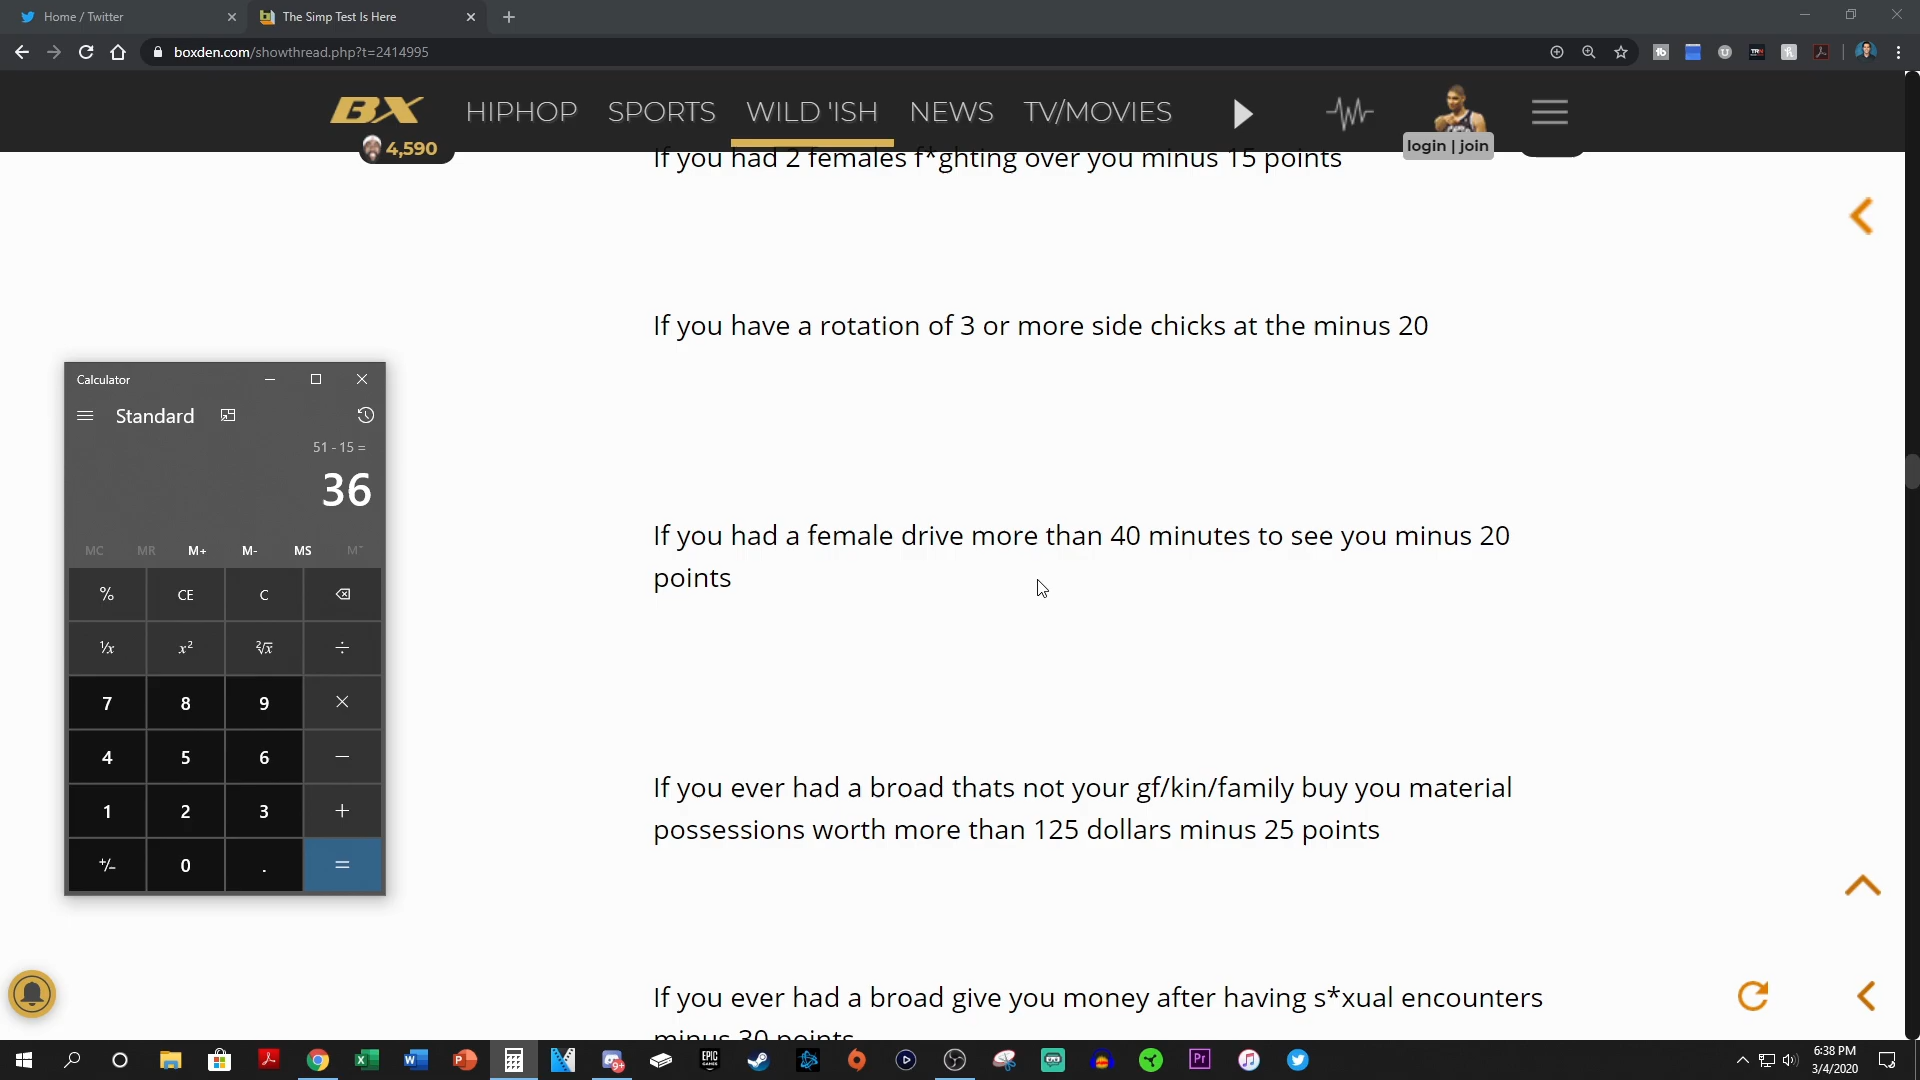 Home / Twitter
The Simp Test Is Here
boxden.com/showthread.php?t=2414995
BX HIPHOP SPORTS WILD 'ISH NEWS TV/MOVIES
4,590
login | join
If you had 2 females f*ghting over you minus 15 points
If you have a rotation of 3 or more side chicks at the minus 20
If you had a female drive more than 40 minutes to see you minus 20
points
If you ever had a broad thats not your gf/kin/family buy you material
possessions worth more than 125 dollars minus 25 points
If you ever had a broad give you money after having s*xual encounters
minus 30 points
Calculator
Standard
51 - 15 =
36
MC MR M+ M- MS M˅
% CE C
¹/x x² ²√x ÷
7 8 9 ×
4 5 6 −
1 2 3 +
+/− 0 . =
6:38 PM
3/4/2020